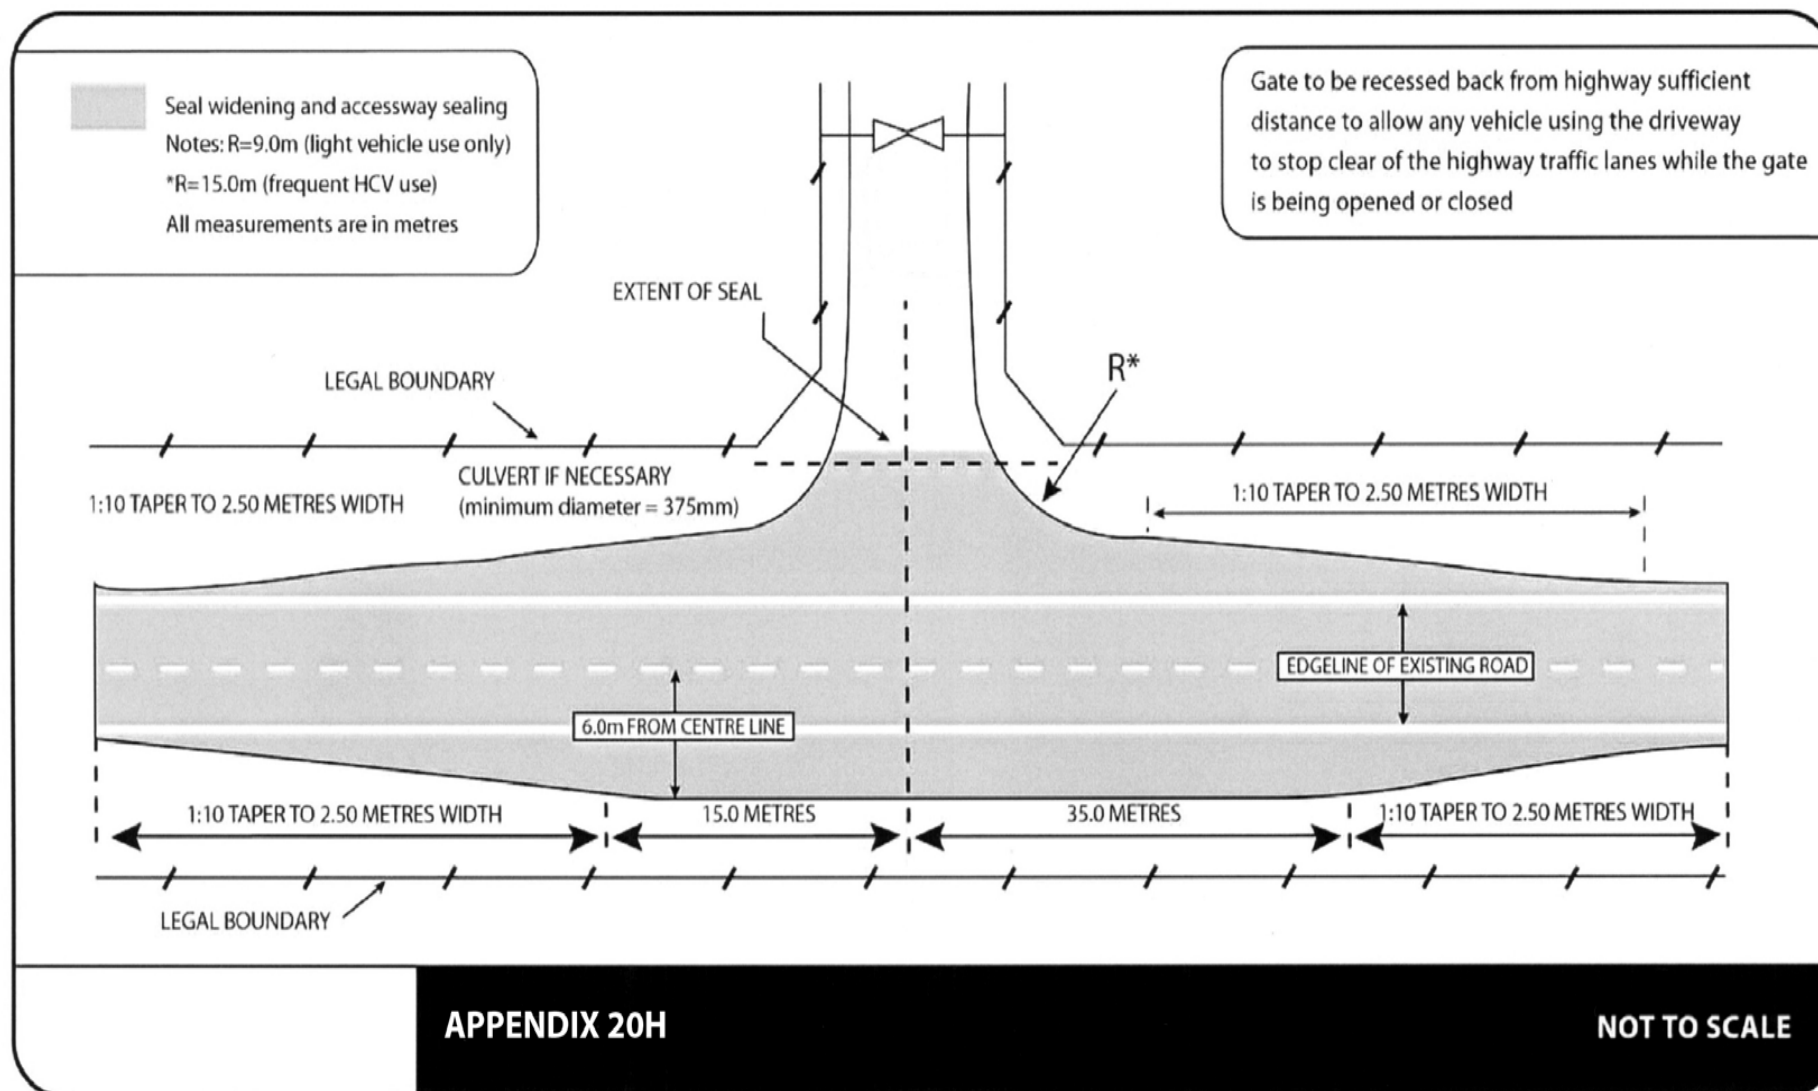 Seal widening and accessway sealing
Notes: R=9.0m (light vehicle use only)
*R=15.0m (frequent HCV use)
All measurements are in metres
Gate to be recessed back from highway sufficient
distance to allow any vehicle using the driveway
to stop clear of the highway traffic lanes while the gate
is being opened or closed
EXTENT OF SEAL
R*
LEGAL BOUNDARY
CULVERT IF NECESSARY
(minimum diameter = 375mm)
1:10 TAPER TO 2.50 METRES WIDTH
1:10 TAPER TO 2.50 METRES WIDTH
EDGELINE OF EXISTING ROAD
6.0m FROM CENTRE LINE
1:10 TAPER TO 2.50 METRES WIDTH
15.0 METRES
35.0 METRES
1:10 TAPER TO 2.50 METRES WIDTH
LEGAL BOUNDARY
APPENDIX 20H
NOT TO SCALE